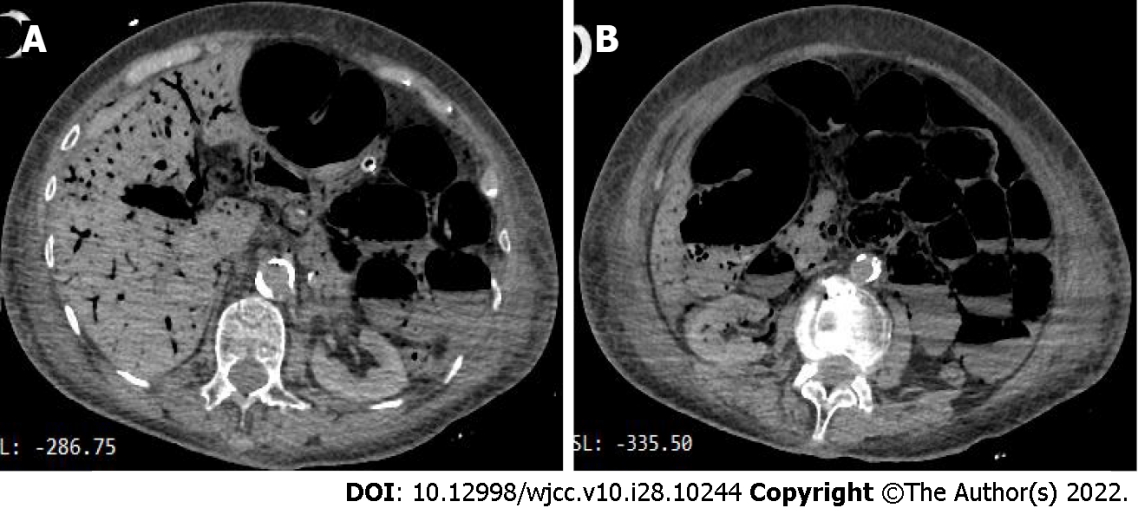 A
B
L: -286.75
SL: -335.50
DOI: 10.12998/wjcc.v10.i28.10244 Copyright ©The Author(s) 2022.